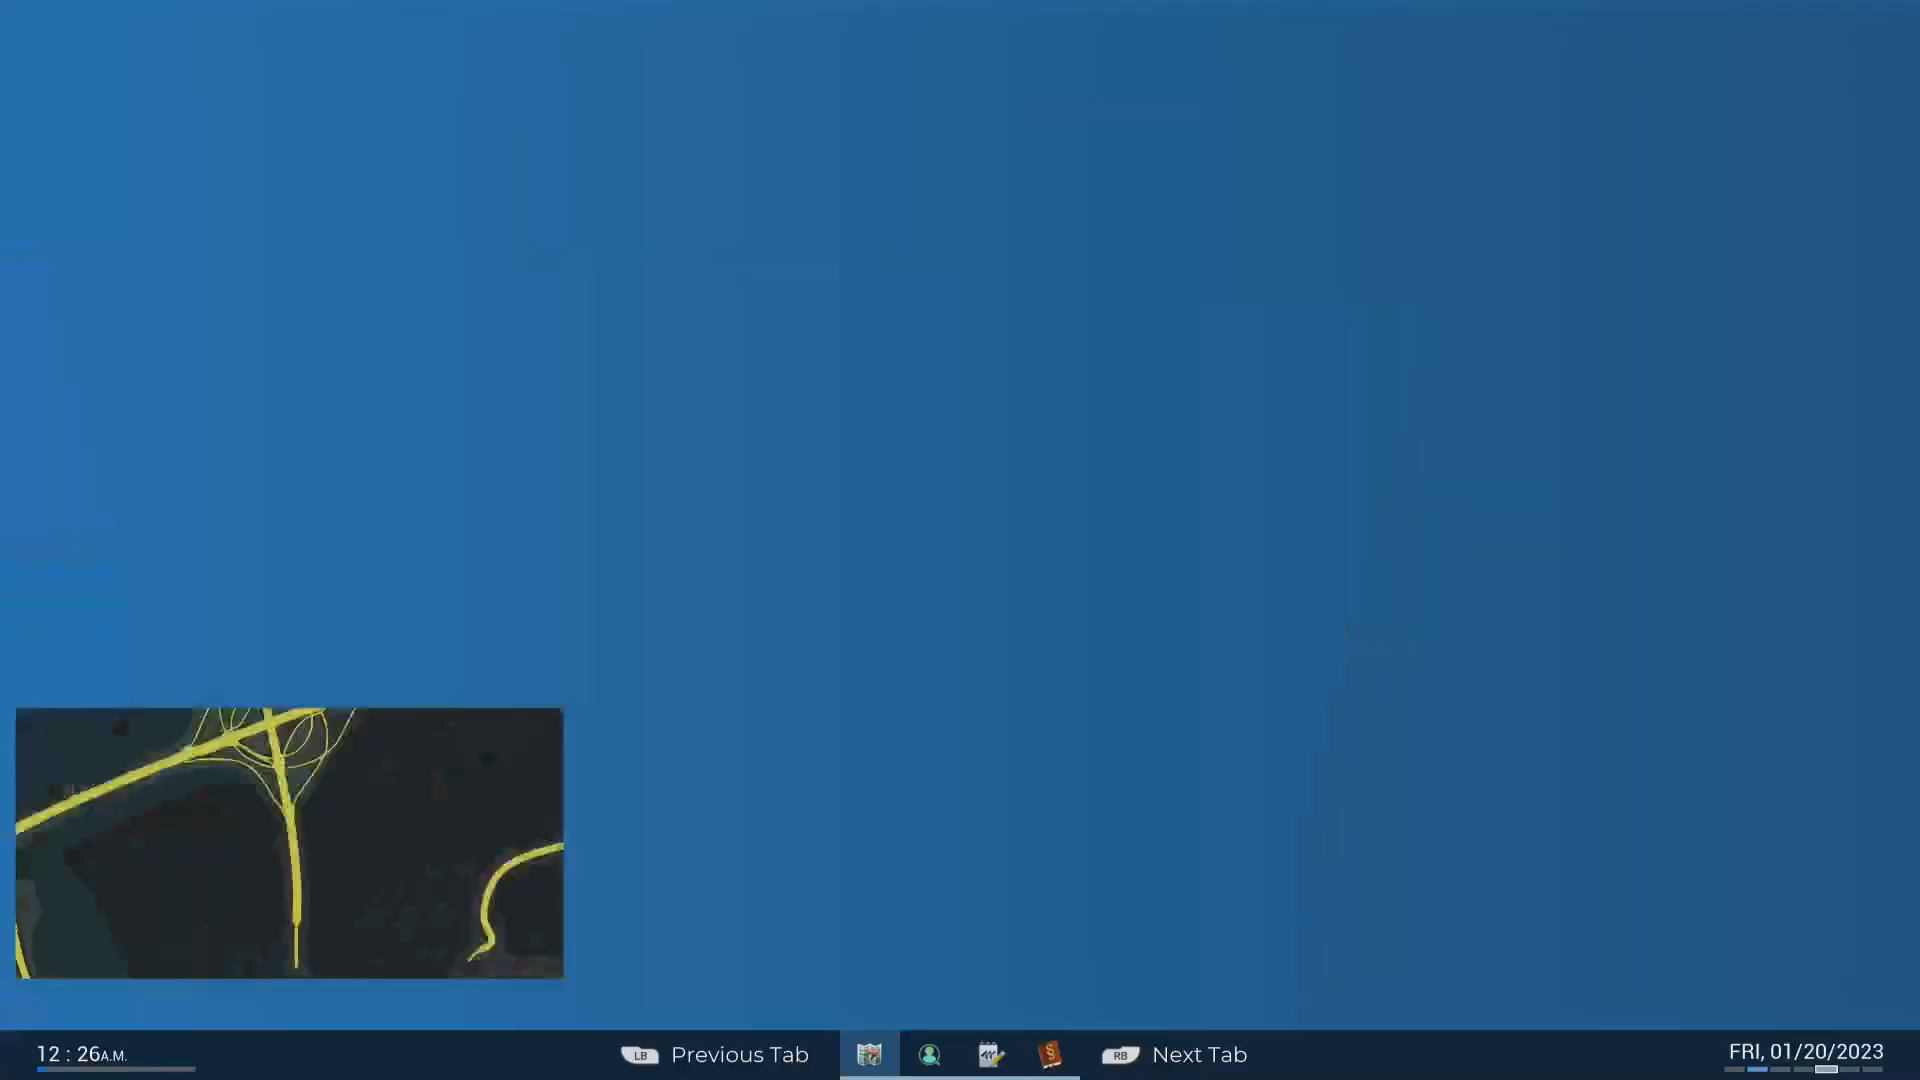 12 : 26A.M.
LB Previous Tab
RB Next Tab
FRI, 01/20/2023